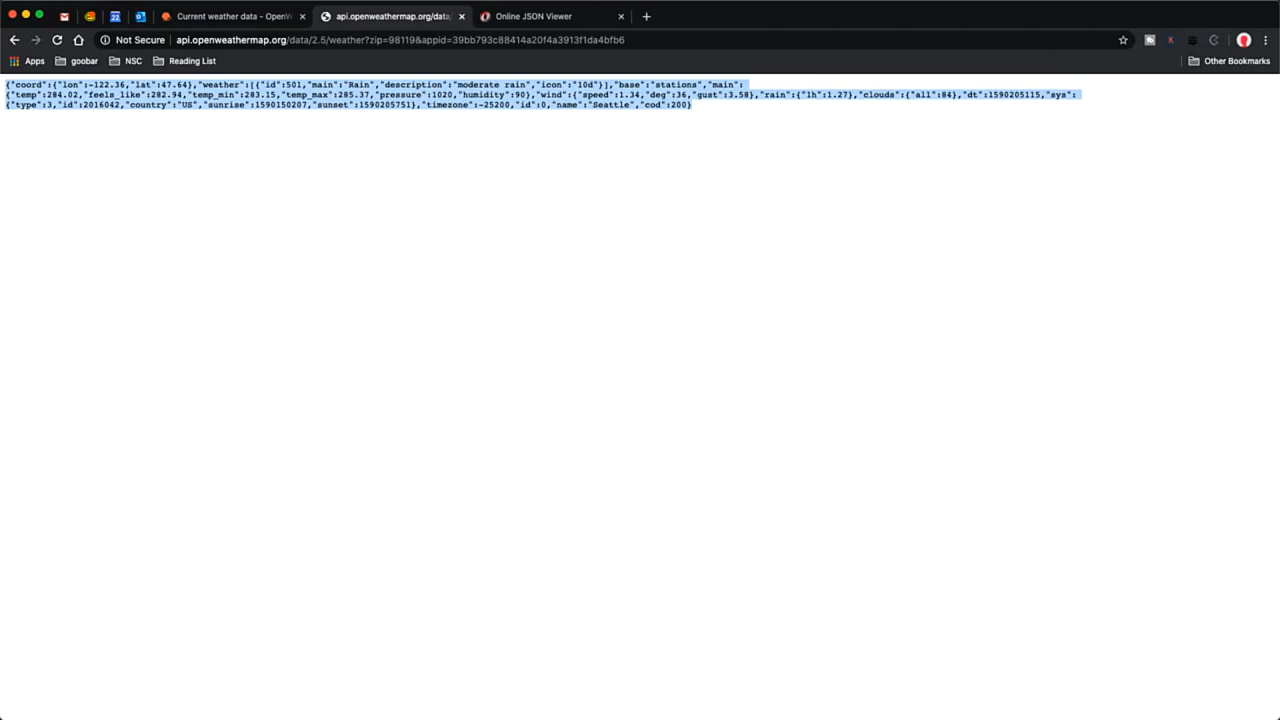 Current weather data - OpenW
api.openweathermap.org/data/
Online JSON Viewer
Not Secure
api.openweathermap.org/data/2.5/weather?zip=98119&appid=39bb793c88414a20f4a3913f1da4bfb6
Apps
goobar
NSC
Reading List
Other Bookmarks
{"coord":{"lon":-122.36,"lat":47.64},"weather":[{"id":501,"main":"Rain","description":"moderate rain","icon":"10d"}],"base":"stations","main":
{"temp":284.02,"feels_like":282.94,"temp_min":283.15,"temp_max":285.37,"pressure":1020,"humidity":90},"wind":{"speed":1.34,"deg":36,"gust":3.58},"rain":{"1h":1.27},"clouds":{"all":84},"dt":1590205115,"sys":
{"type":3,"id":2016042,"country":"US","sunrise":1590150207,"sunset":1590205751},"timezone":-25200,"id":0,"name":"Seattle","cod":200}